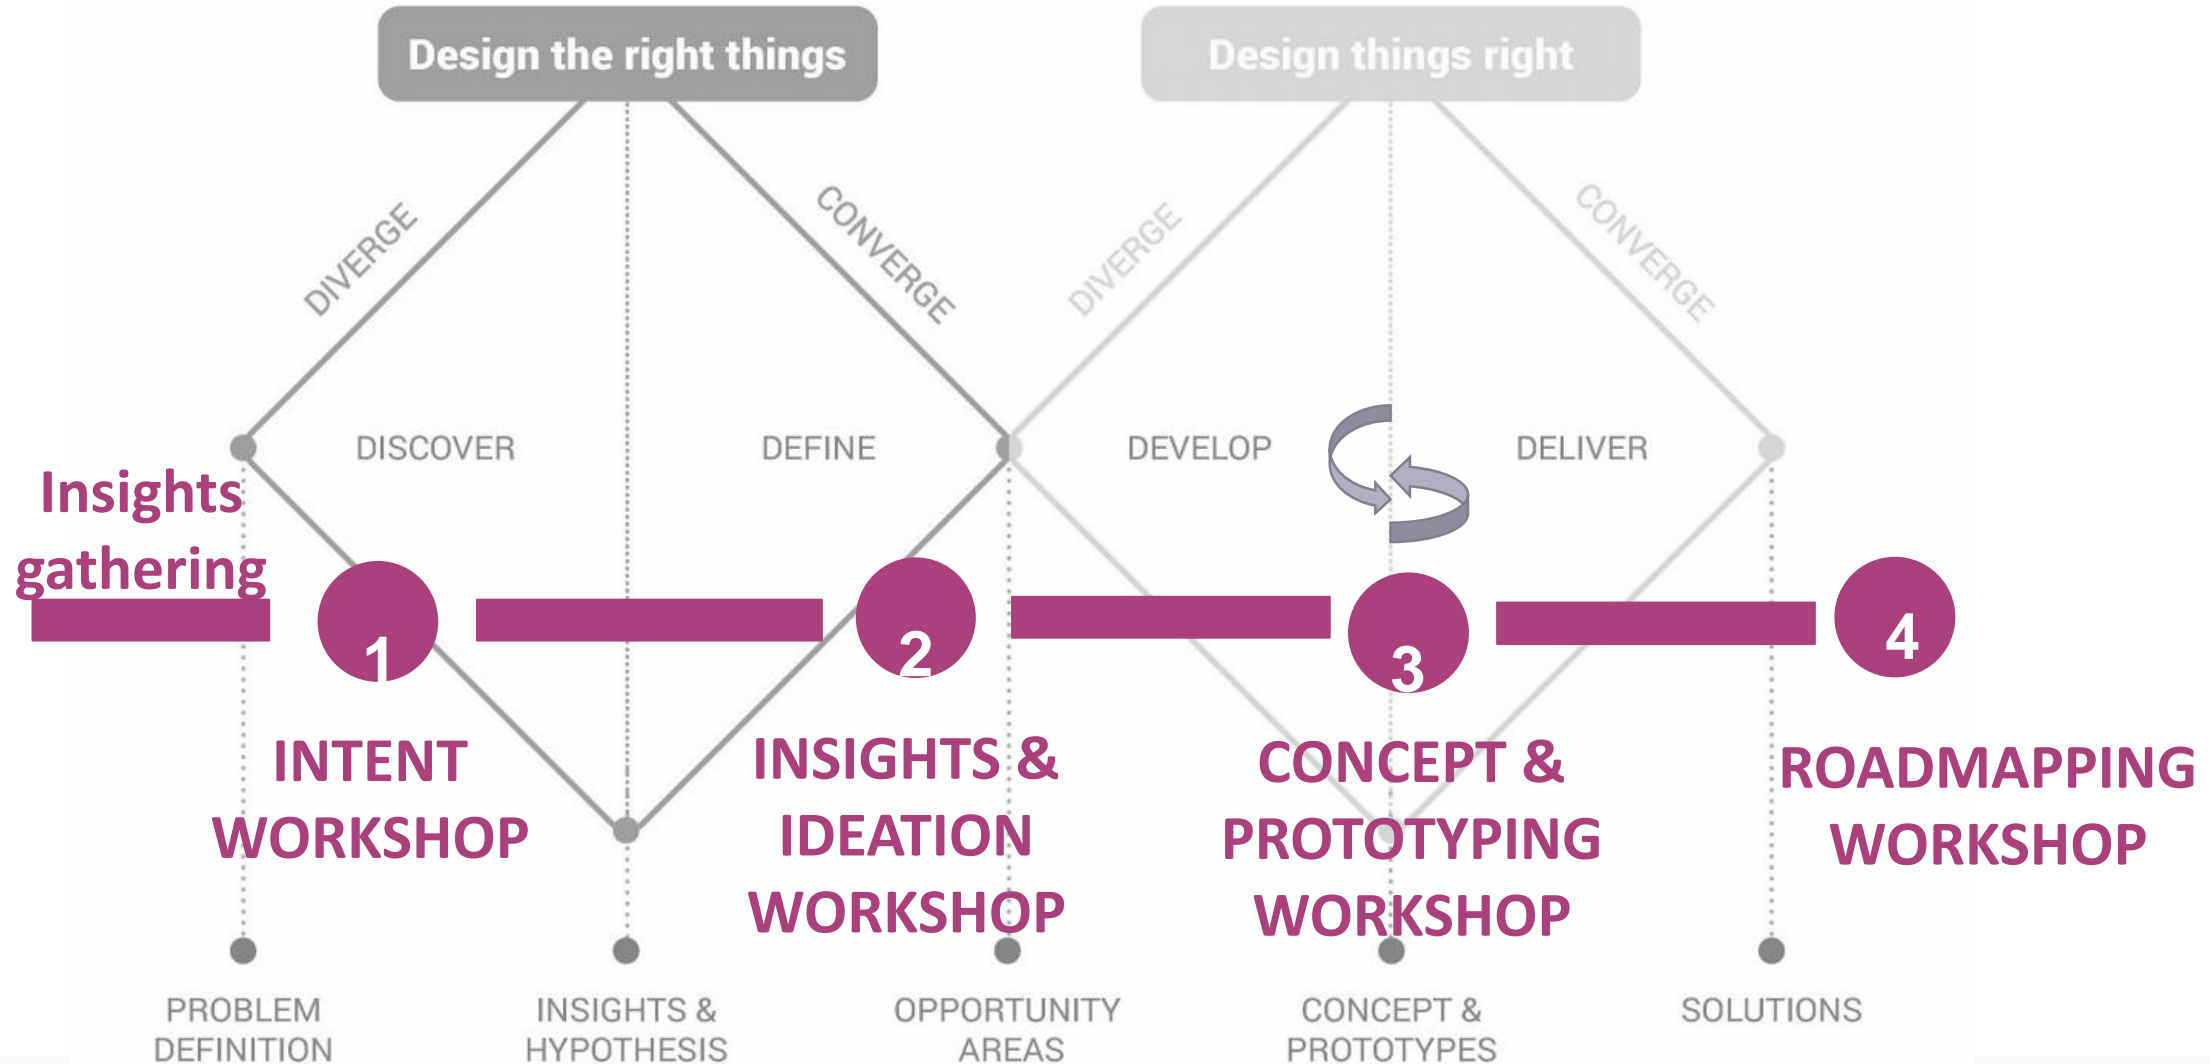 Design the right things
Design things right
DIVERGE
CONVERGE
DIVERGE
CONVERGE
DISCOVER
DEFINE
DEVELOP
DELIVER
Insights
gathering
1
2
3
4
INTENT
WORKSHOP
INSIGHTS &
IDEATION
WORKSHOP
CONCEPT &
PROTOTYPING
WORKSHOP
ROADMAPPING
WORKSHOP
PROBLEM
DEFINITION
INSIGHTS &
HYPOTHESIS
OPPORTUNITY
AREAS
CONCEPT &
PROTOTYPES
SOLUTIONS